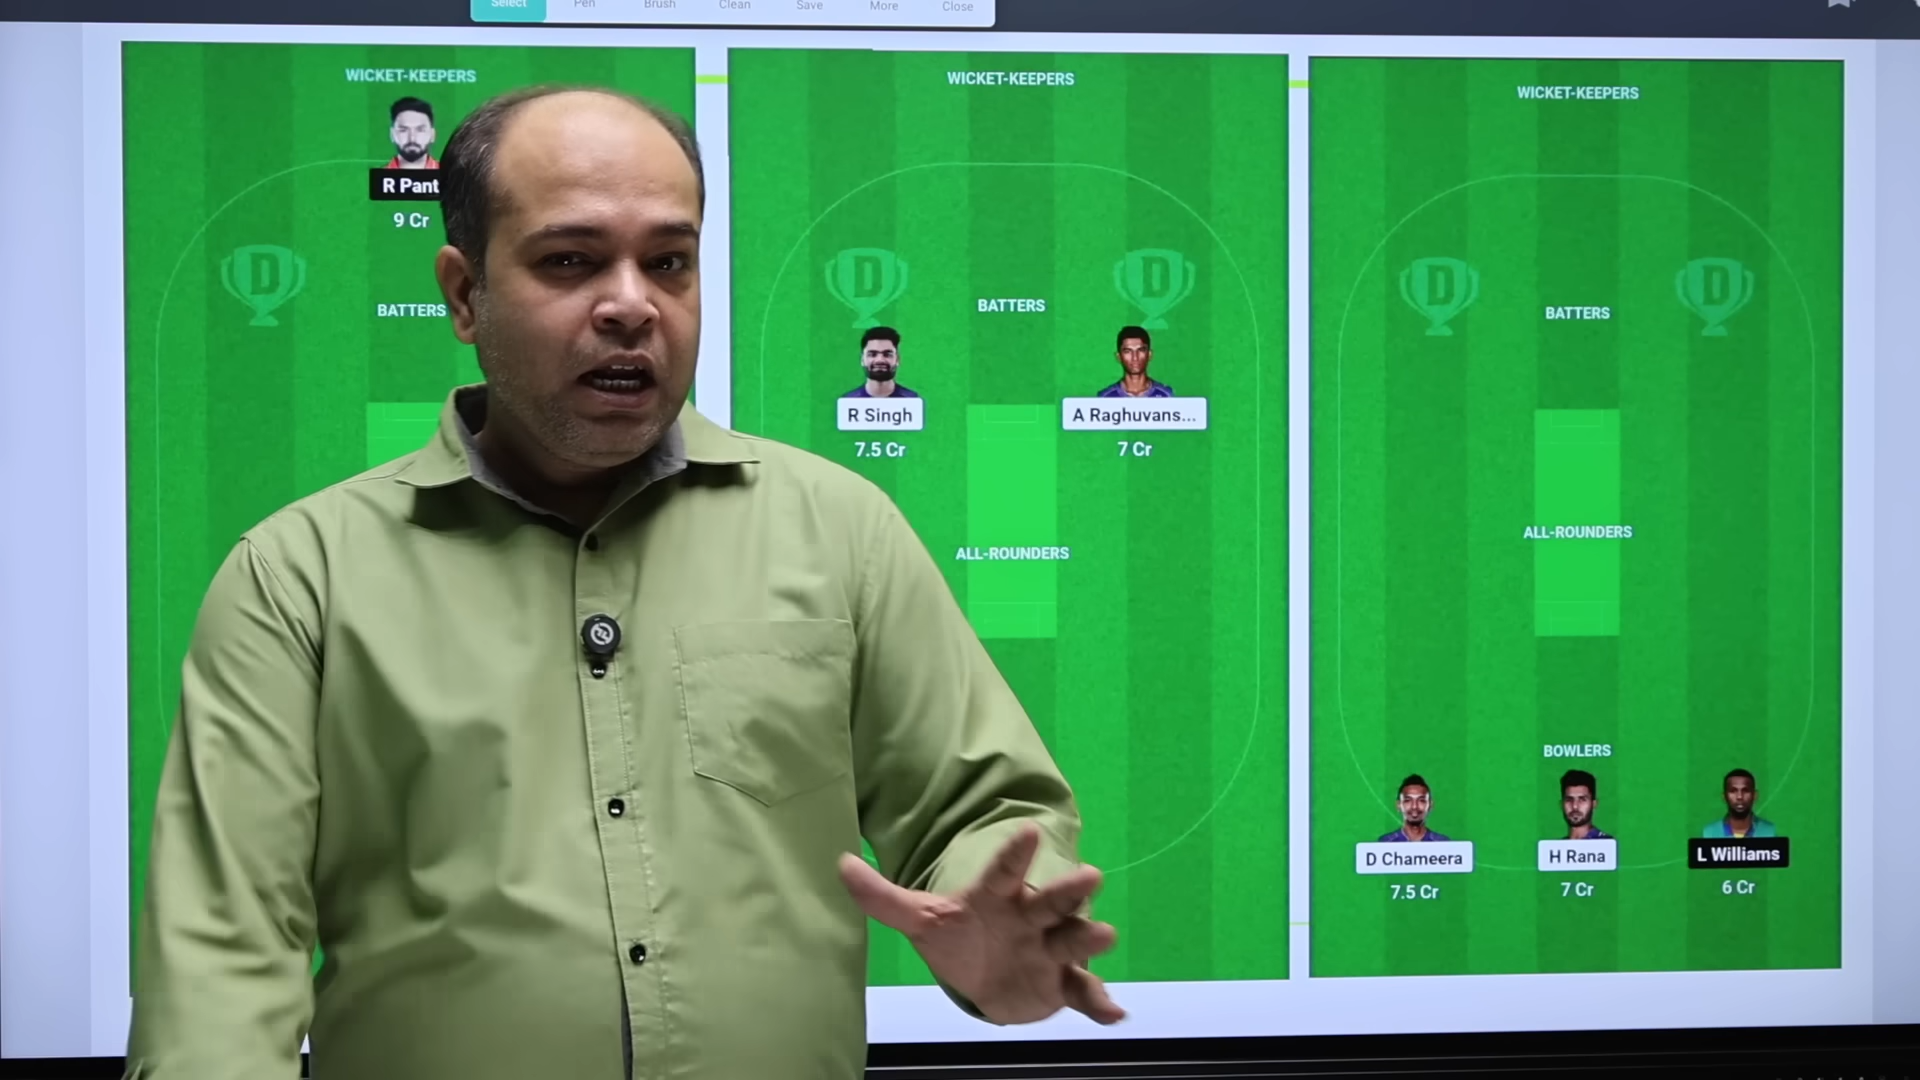 Select Pen Brush Clean Save More Close
WICKET-KEEPERS
R Pant
9 Cr
D
BATTERS
WICKET-KEEPERS
D
D
BATTERS
R Singh
7.5 Cr
A Raghuvans...
7 Cr
ALL-ROUNDERS
WICKET-KEEPERS
D
D
BATTERS
ALL-ROUNDERS
BOWLERS
D Chameera
7.5 Cr
H Rana
7 Cr
L Williams
6 Cr